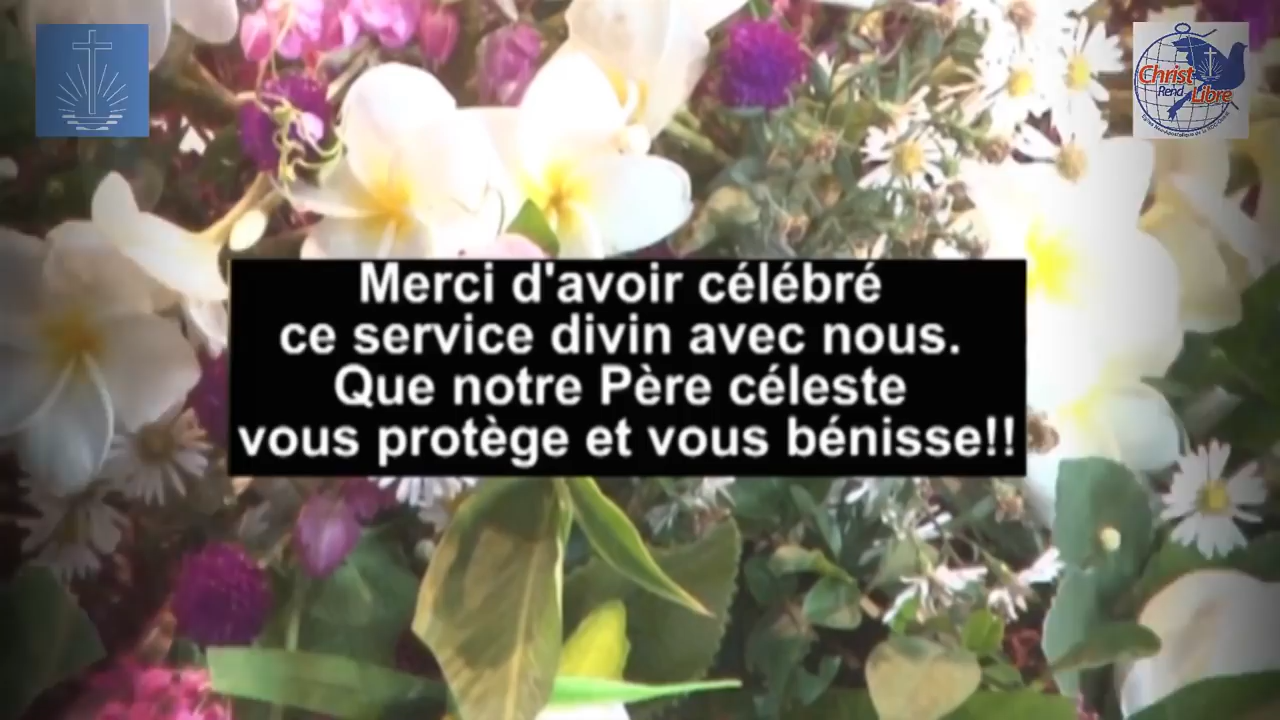 Christ
Rend
Libre
Merci d'avoir célébré
ce service divin avec nous.
Que notre Père céleste
vous protège et vous bénisse!!